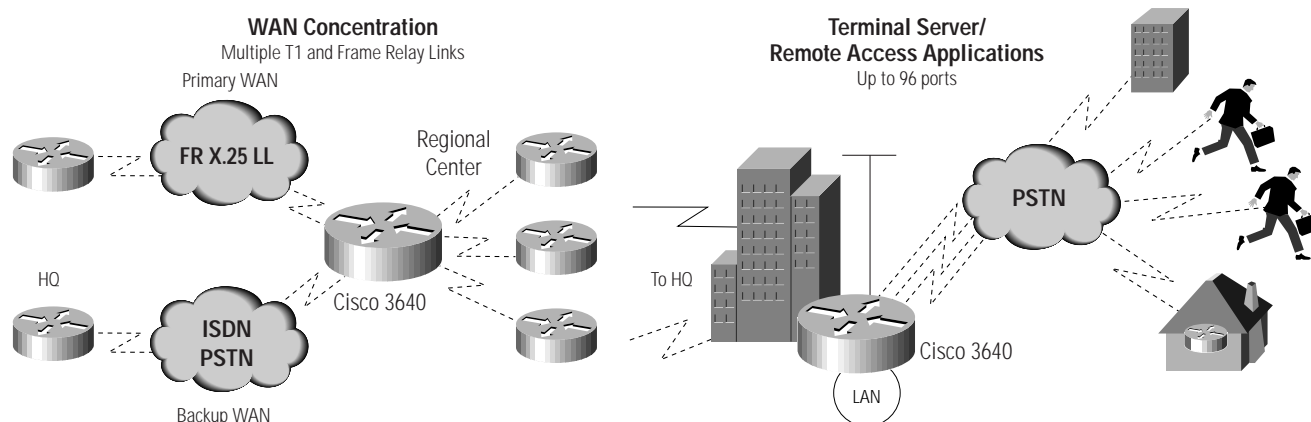 WAN Concentration
Multiple T1 and Frame Relay Links
Primary WAN
FR X.25 LL
Regional
Center
HQ
Cisco 3640
ISDN
PSTN
Backup WAN
Terminal Server/
Remote Access Applications
Up to 96 ports
PSTN
To HQ
Cisco 3640
LAN